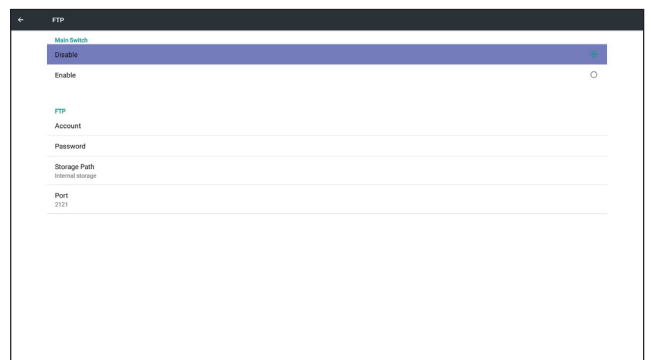 FTP
Main Switch
Disable
Enable
FTP
Account
Password
Storage Path
Internal storage
Port
2121